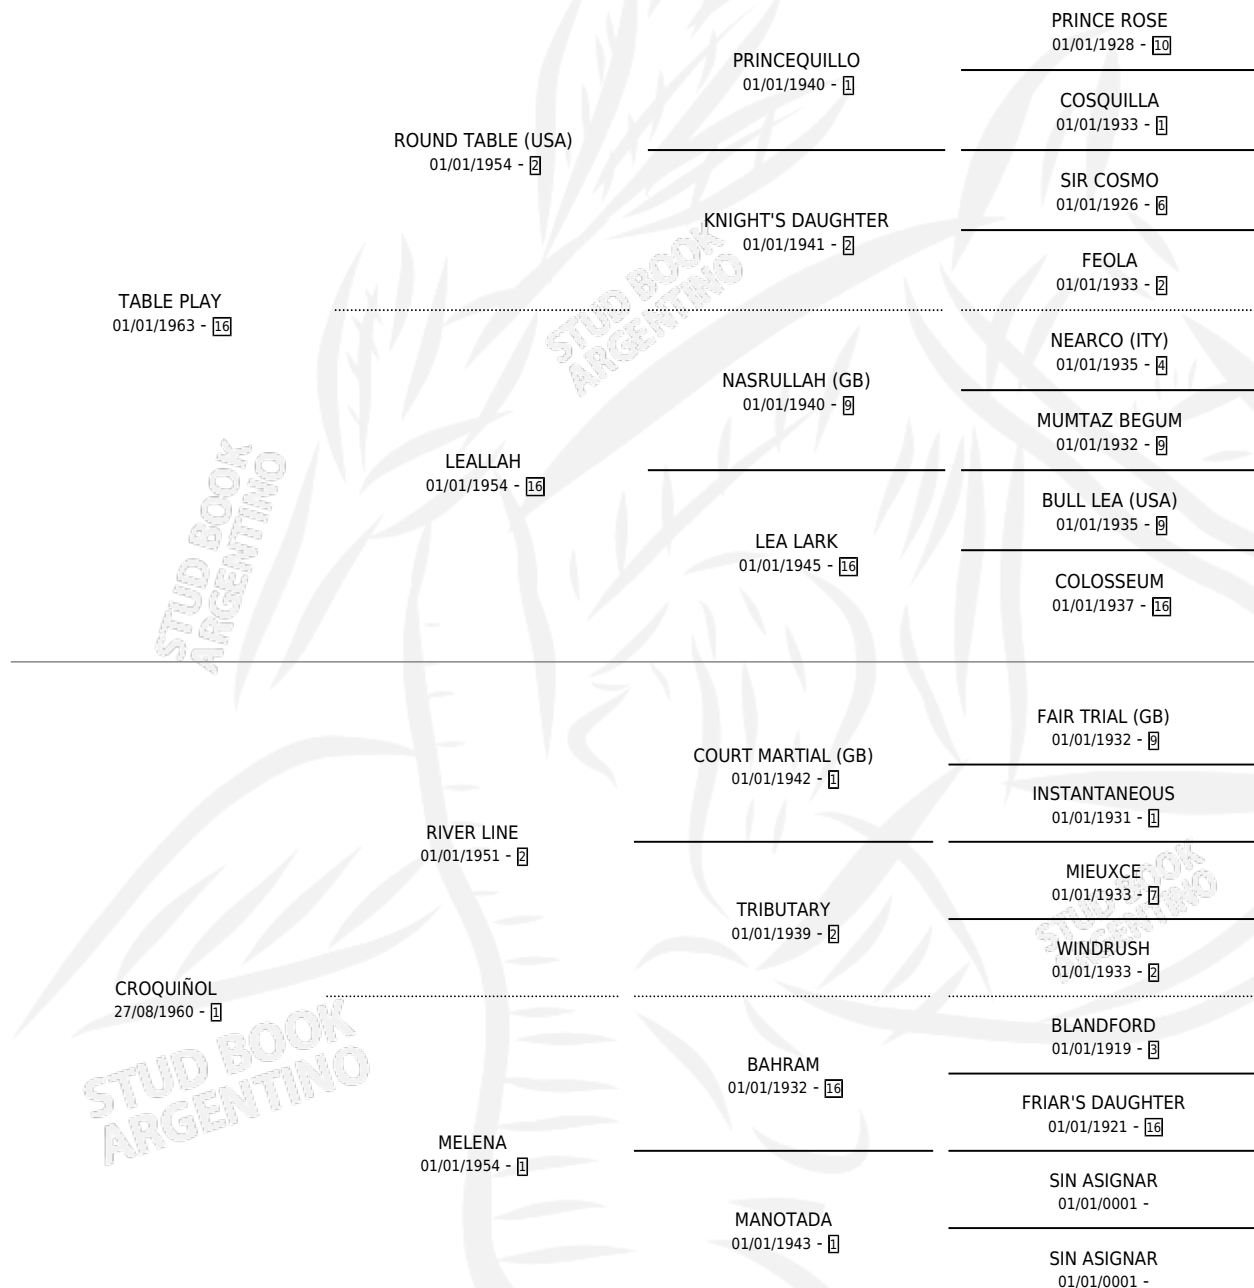 PRINCE ROSE
01/01/1928 - 10
PRINCEQUILLO
01/01/1940 - 1
COSQUILLA
01/01/1933 - 1
ROUND TABLE (USA)
01/01/1954 - 2
SIR COSMO
01/01/1926 - 6
KNIGHT'S DAUGHTER
01/01/1941 - 2
FEOLA
01/01/1933 - 2
TABLE PLAY
01/01/1963 - 16
NEARCO (ITY)
01/01/1935 - 4
NASRULLAH (GB)
01/01/1940 - 9
MUMTAZ BEGUM
01/01/1932 - 9
LEALLAH
01/01/1954 - 16
BULL LEA (USA)
01/01/1935 - 9
LEA LARK
01/01/1945 - 16
COLOSSEUM
01/01/1937 - 16
STUD BOOK
ARGENTINO
STUD BOOK
ARGENTINO
FAIR TRIAL (GB)
01/01/1932 - 9
COURT MARTIAL (GB)
01/01/1942 - 1
INSTANTANEOUS
01/01/1931 - 1
RIVER LINE
01/01/1951 - 2
MIEUXCE
01/01/1933 - 7
TRIBUTARY
01/01/1939 - 2
WINDRUSH
01/01/1933 - 2
CROQUIÑOL
27/08/1960 - 1
BLANDFORD
01/01/1919 - 3
BAHRAM
01/01/1932 - 16
FRIAR'S DAUGHTER
01/01/1921 - 16
MELENA
01/01/1954 - 1
SIN ASIGNAR
01/01/0001 -
MANOTADA
01/01/1943 - 1
SIN ASIGNAR
01/01/0001 -
STUD BOOK
ARGENTINO
STUD BOOK
ARGENTINO